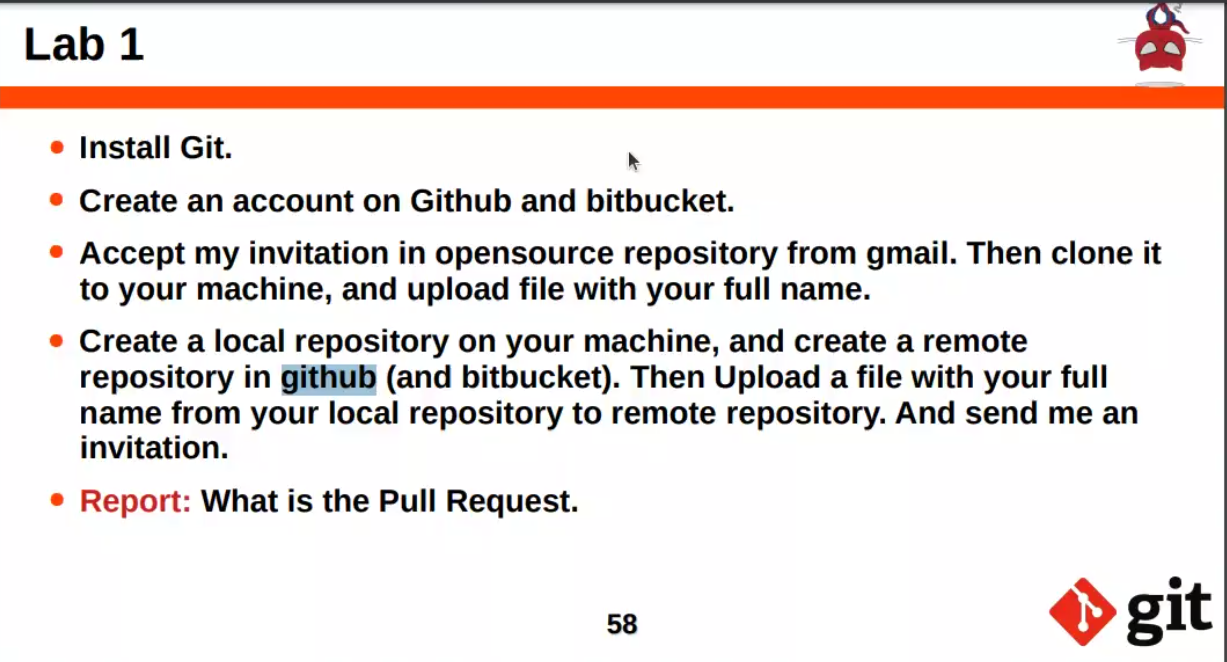 Lab 1
Install Git.
Create an account on Github and bitbucket.
Accept my invitation in opensource repository from gmail. Then clone it
to your machine, and upload file with your full name.
Create a local repository on your machine, and create a remote
repository in github (and bitbucket). Then Upload a file with your full
name from your local repository to remote repository. And send me an
invitation.
Report: What is the Pull Request.
58
git